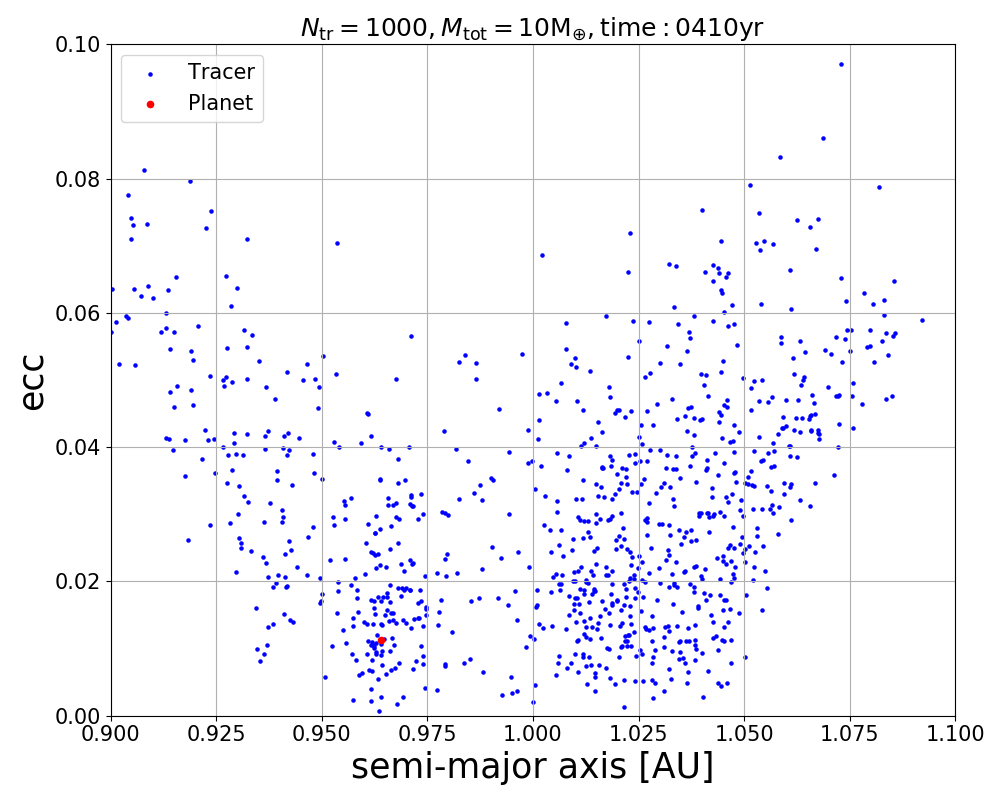 N_tr = 1000, M_tot = 10M_⊕, time : 0410yr
0.10
0.08
0.06
0.04
0.02
0.00
ecc
Tracer
Planet
0.900 0.925 0.950 0.975 1.000 1.025 1.050 1.075 1.100
semi-major axis [AU]